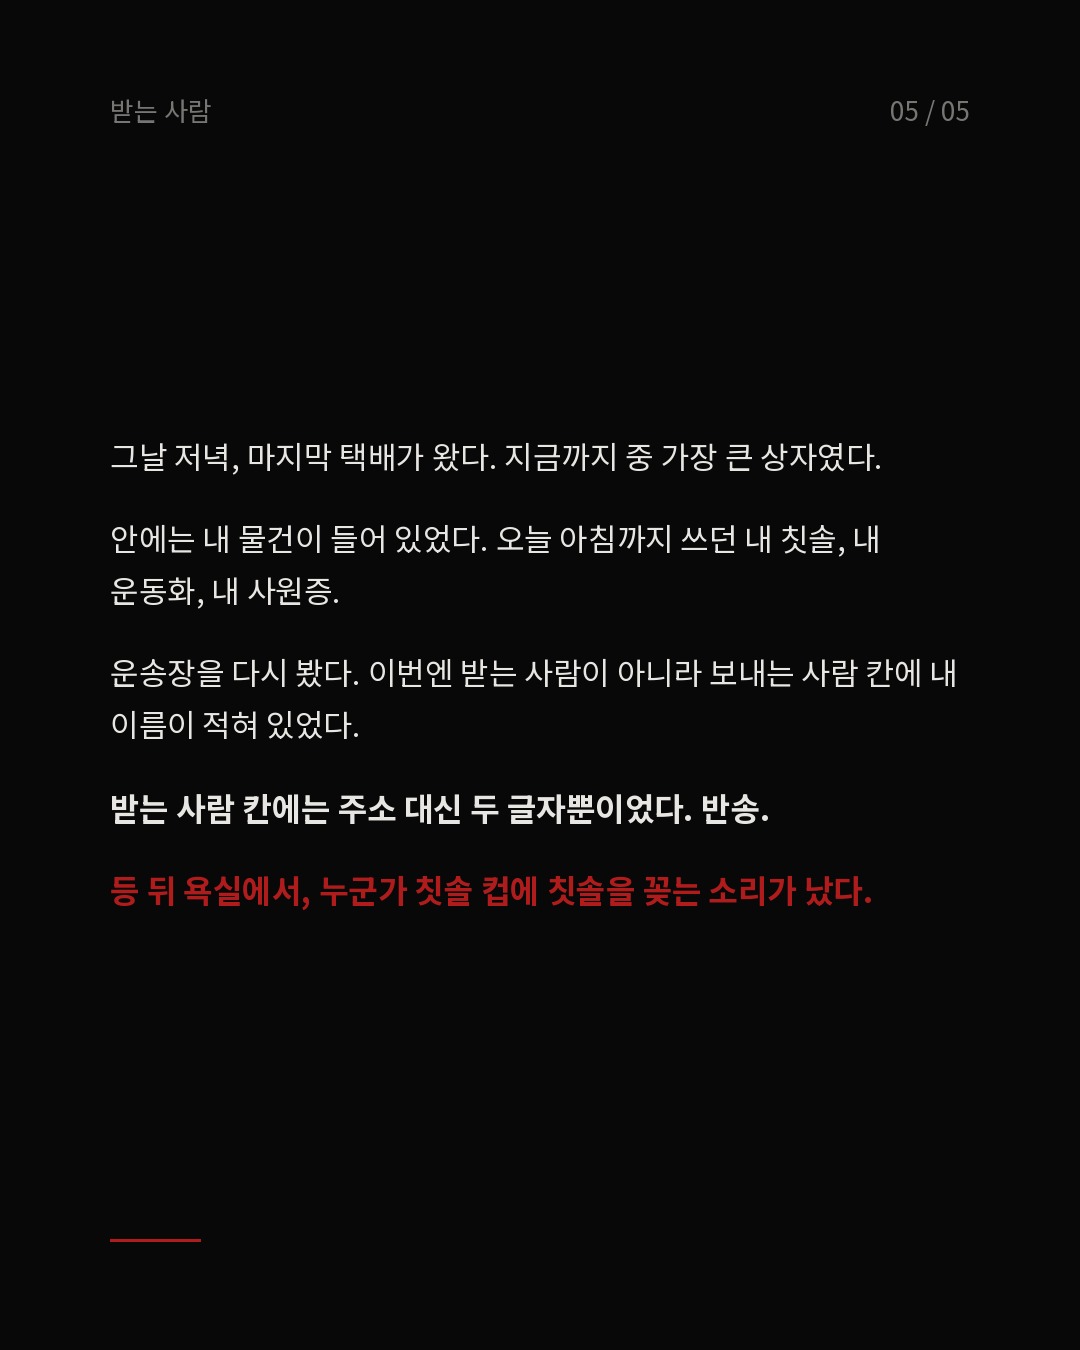 받는 사람
05 / 05
그날 저녁, 마지막 택배가 왔다. 지금까지 중 가장 큰 상자였다.
안에는 내 물건이 들어 있었다. 오늘 아침까지 쓰던 내 칫솔, 내
운동화, 내 사원증.
운송장을 다시 봤다. 이번엔 받는 사람이 아니라 보내는 사람 칸에 내
이름이 적혀 있었다.
받는 사람 칸에는 주소 대신 두 글자뿐이었다. 반송.
등 뒤 욕실에서, 누군가 칫솔 컵에 칫솔을 꽂는 소리가 났다.